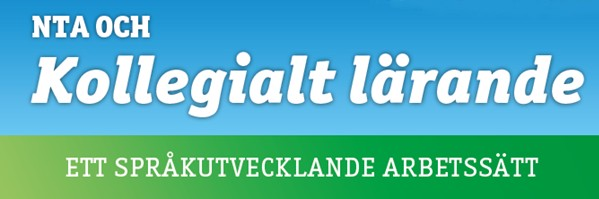 NTA OCH
Kollegialt lärande
ETT SPRÅKUTVECKLANDE ARBETSSÄTT